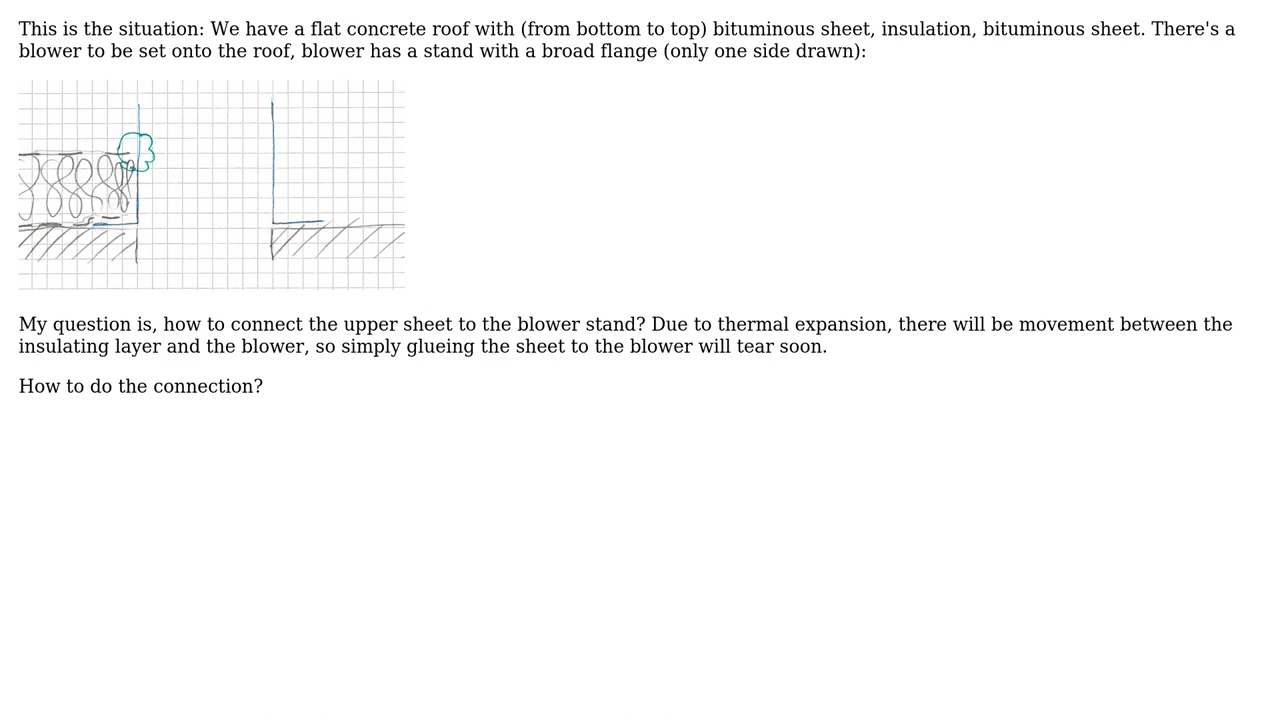 This is the situation: We have a flat concrete roof with (from bottom to top) bituminous sheet, insulation, bituminous sheet. There's a
blower to be set onto the roof, blower has a stand with a broad flange (only one side drawn):
My question is, how to connect the upper sheet to the blower stand? Due to thermal expansion, there will be movement between the
insulating layer and the blower, so simply glueing the sheet to the blower will tear soon.
How to do the connection?